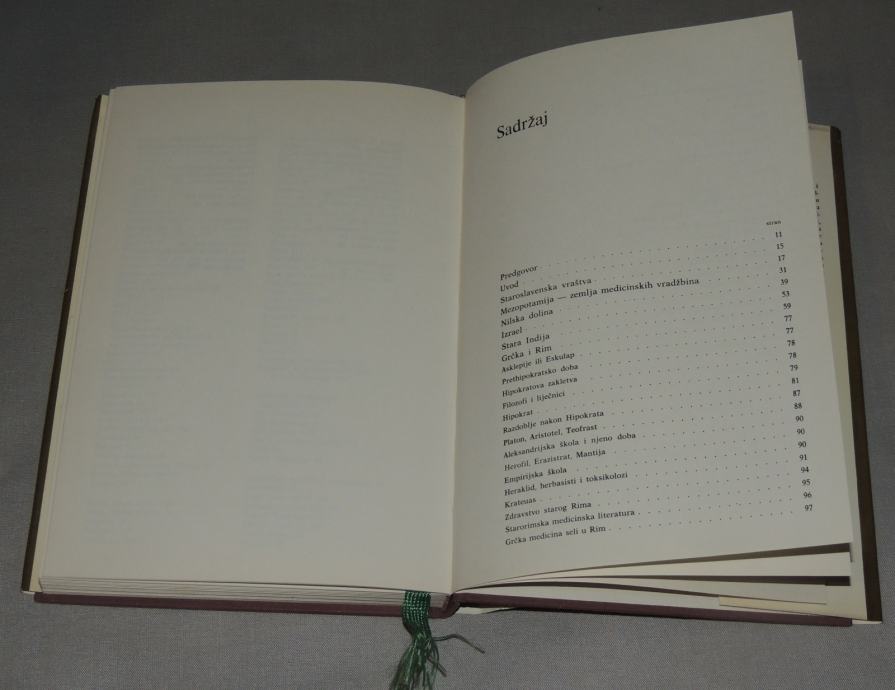 Sadržaj
stran
Predgovor 11
Uvod 15
Staroslavenska vraštva 17
Mezopotamija — zemlja medicinskih vradžbina 31
Nilska dolina 39
Izrael 53
Stara Indija 59
Grčka i Rim 77
Asklepije ili Eskulap 77
Prethipokratsko doba 78
Hipokratova zakletva 78
Filozofi i liječnici 79
Hipokrat 81
Razdoblje nakon Hipokrata 87
Platon, Aristotel, Teofrast 88
Aleksandrijska škola i njeno doba 90
Herofil, Erazistrat, Mantija 90
Empirijska škola 90
Heraklid, herbasisti i toksikolozi 91
Krateuas 94
Zdravstvo starog Rima 95
Starorimska medicinska literatura 96
Grčka medicina seli u Rim 97